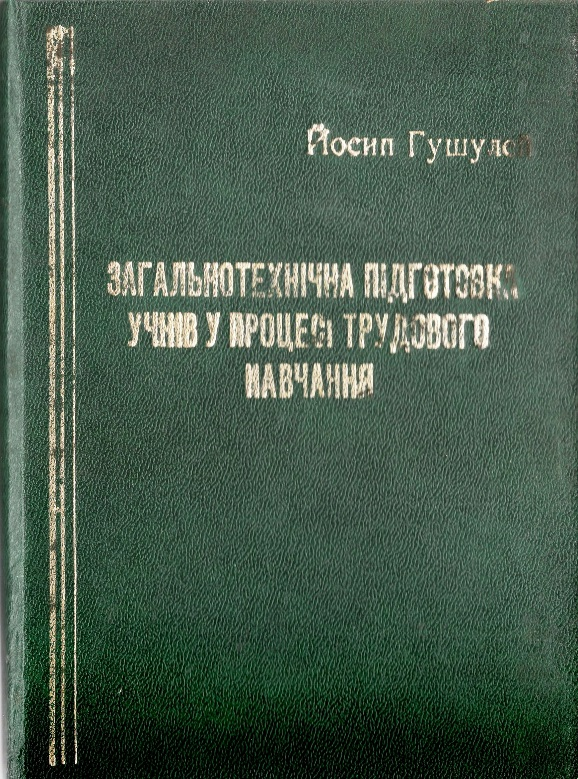 Йосип Гушулей
ЗАГАЛЬНОТЕХНІЧНА ПІДГОТОВКА
УЧНІВ У ПРОЦЕСІ ТРУДОВОГО
НАВЧАННЯ